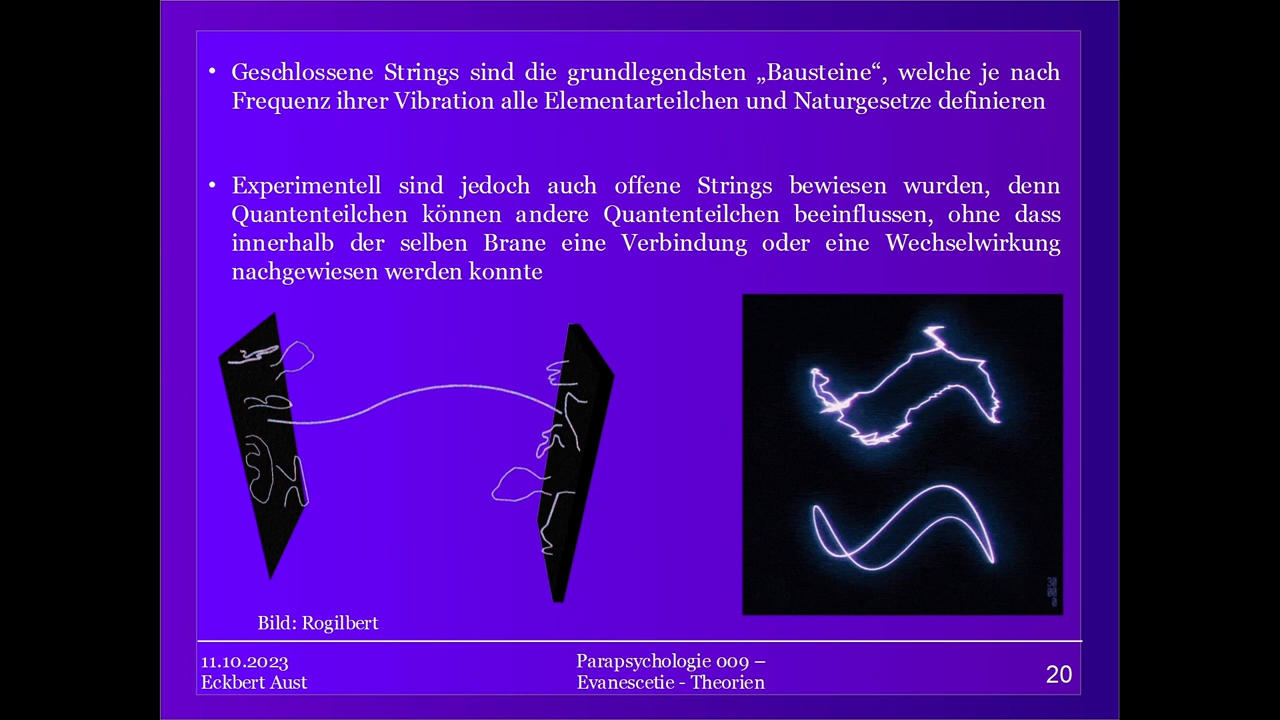 • Geschlossene Strings sind die grundlegendsten „Bausteine“, welche je nach
Frequenz ihrer Vibration alle Elementarteilchen und Naturgesetze definieren
• Experimentell sind jedoch auch offene Strings bewiesen wurden, denn
Quantenteilchen können andere Quantenteilchen beeinflussen, ohne dass
innerhalb der selben Brane eine Verbindung oder eine Wechselwirkung
nachgewiesen werden konnte
Bild: Rogilbert
11.10.2023
Eckbert Aust
Parapsychologie 009 –
Evanescetie - Theorien
20